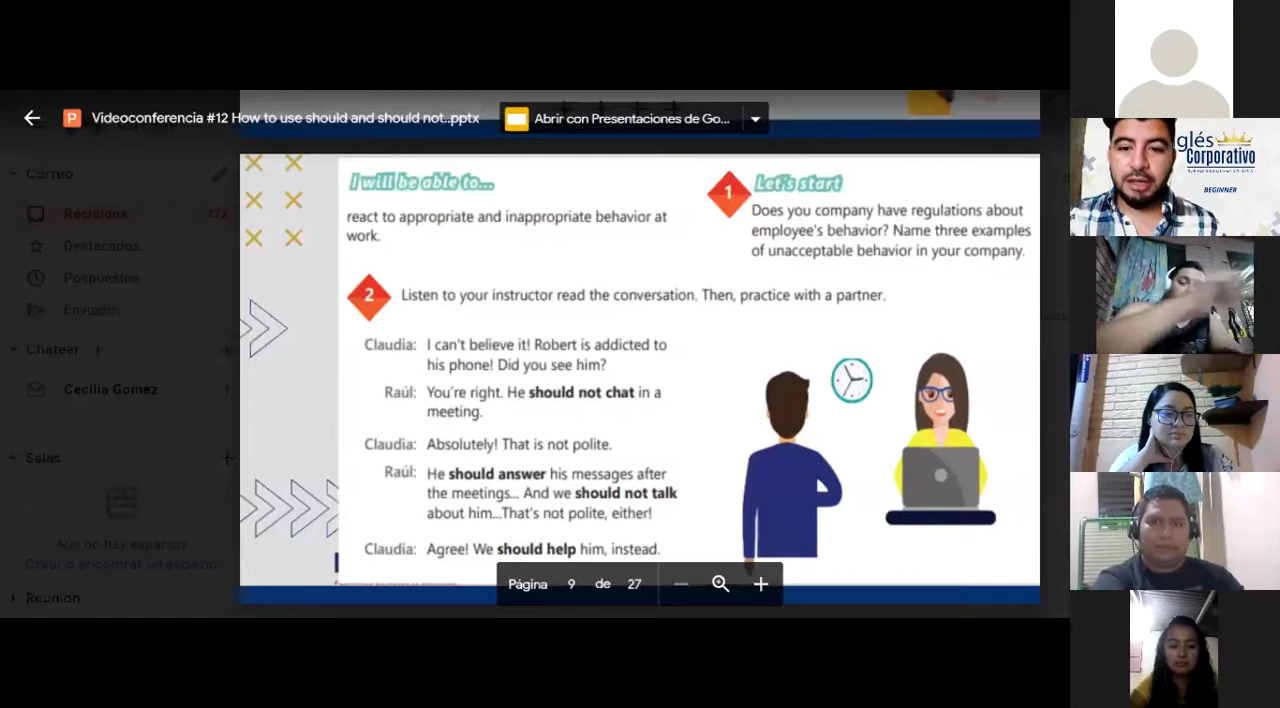 Videoconferencia #12 How to use should and should not..pptx
Abrir con Presentaciones de Go...
Correo
Recibidos
272
Destacados
Pospuestos
Enviados
Chatear
Cecilia Gomez
1
Salas
Aún no hay espacios
Crear o encontrar un espacio
Reunión
I will be able to...
react to appropriate and inappropriate behavior at
work.
1
Let's start
Does you company have regulations about
employee's behavior? Name three examples
of unacceptable behavior in your company.
2
Listen to your instructor read the conversation. Then, practice with a partner.
Claudia: I can't believe it! Robert is addicted to
his phone! Did you see him?
Raúl: You're right. He should not chat in a
meeting.
Claudia: Absolutely! That is not polite.
Raúl: He should answer his messages after
the meetings... And we should not talk
about him...That's not polite, either!
Claudia: Agree! We should help him, instead.
Página 9 de 27
glés
Corporativo
BEGINNER